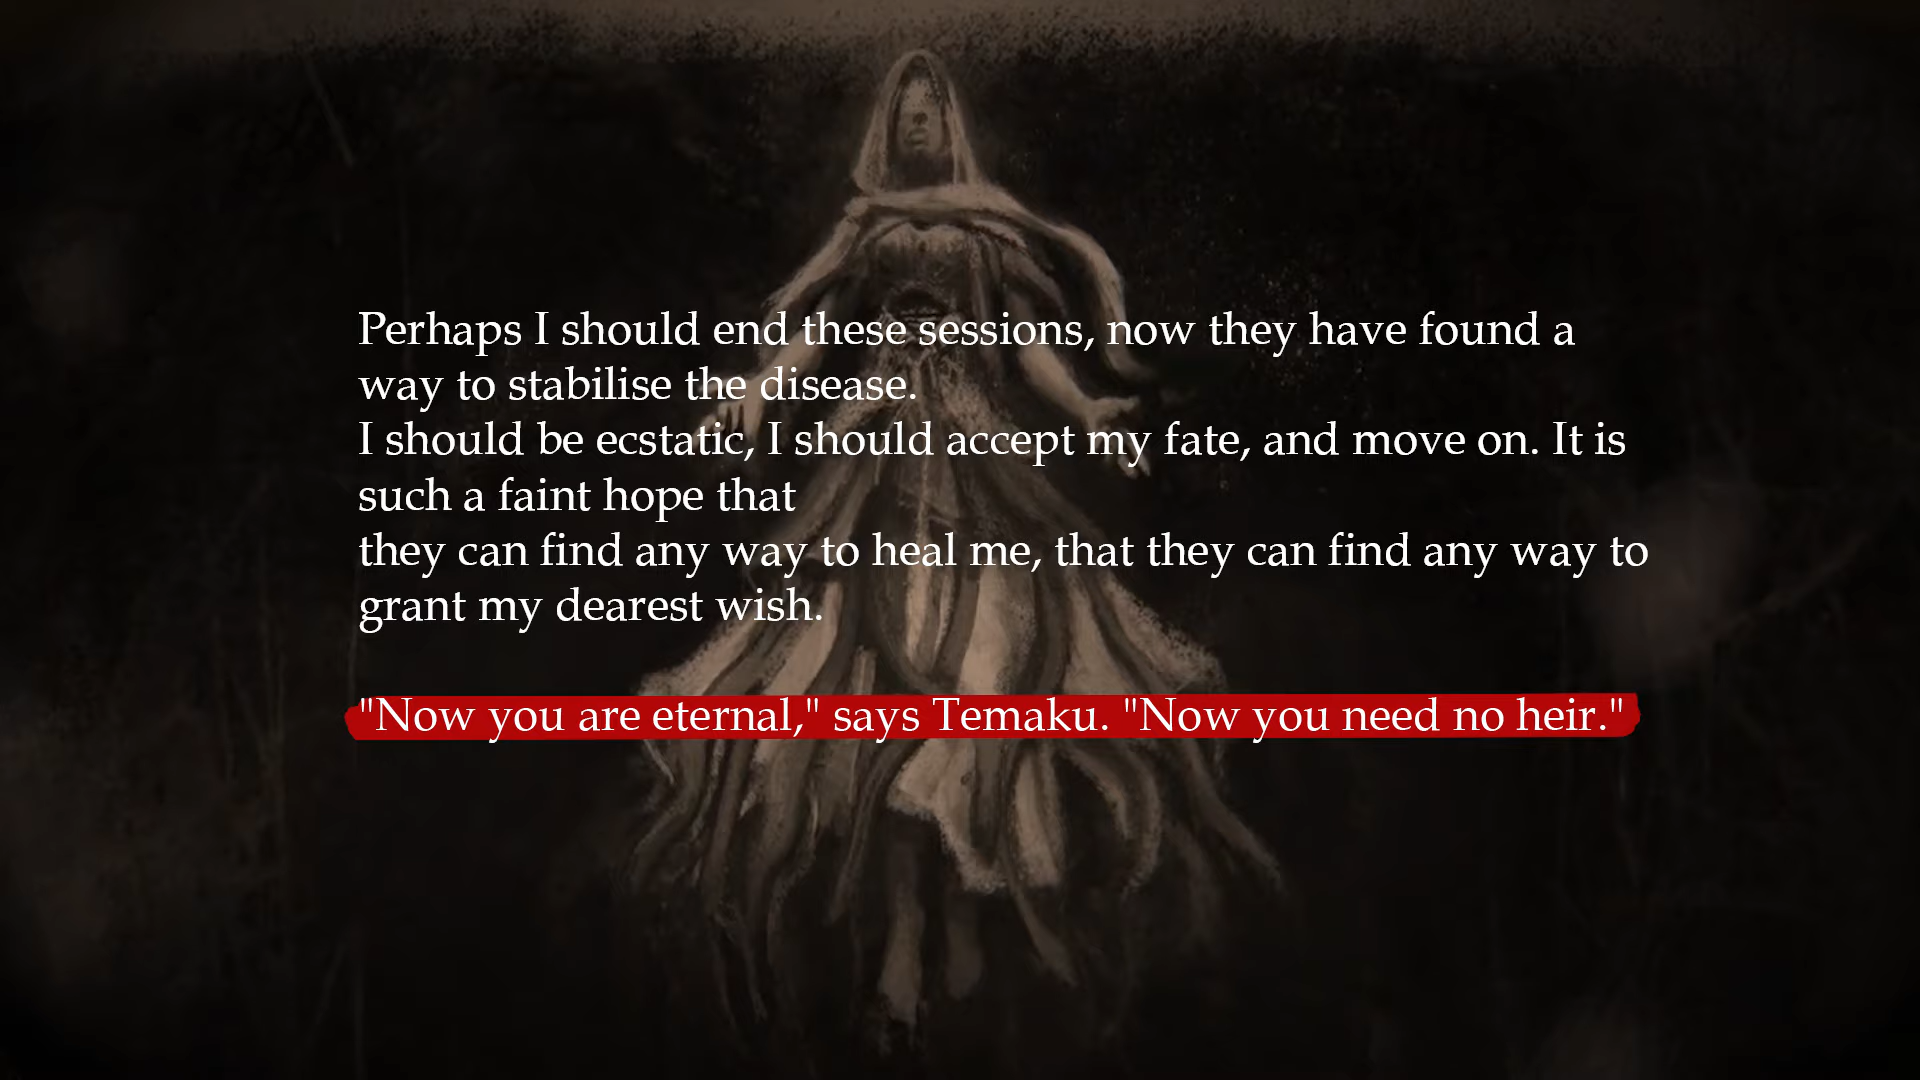 Perhaps I should end these sessions, now they have found a
way to stabilise the disease.
I should be ecstatic, I should accept my fate, and move on. It is
such a faint hope that
they can find any way to heal me, that they can find any way to
grant my dearest wish.
"Now you are eternal," says Temaku. "Now you need no heir."